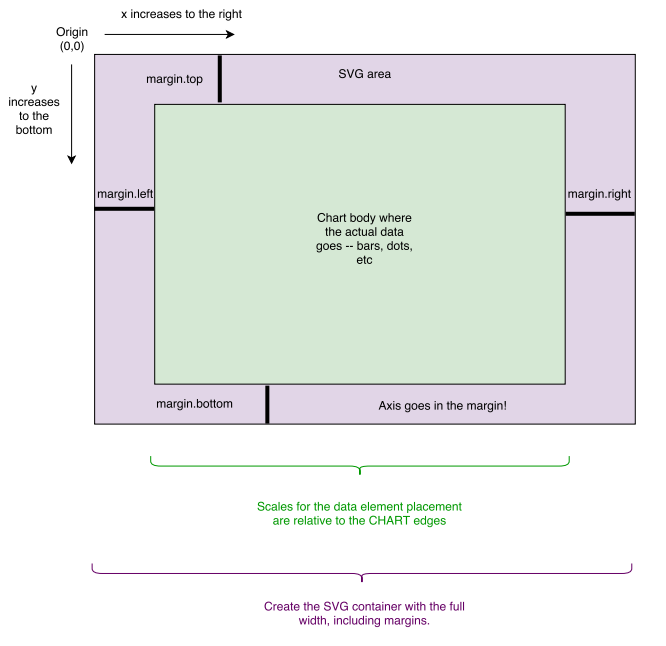 x increases to the right
Origin
(0,0)
y
increases
to the
bottom
margin.top
SVG area
margin.left
margin.right
Chart body where
the actual data
goes -- bars, dots,
etc
margin.bottom
Axis goes in the margin!
Scales for the data element placement
are relative to the CHART edges
Create the SVG container with the full
width, including margins.